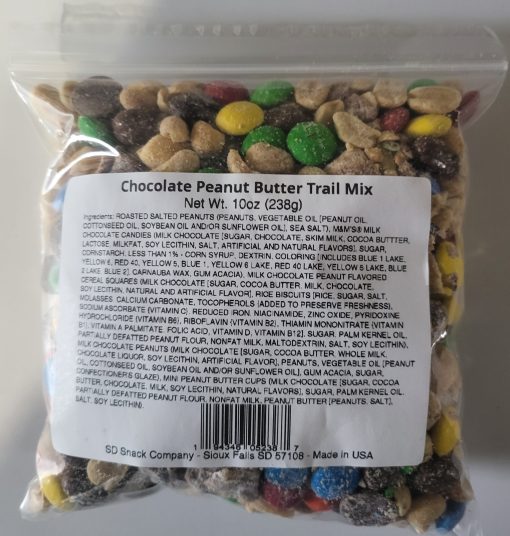 Chocolate Peanut Butter Trail Mix
Net Wt. 10oz (238g)
Ingredients: ROASTED SALTED PEANUTS (PEANUTS, VEGETABLE OIL [PEANUT OIL,
COTTONSEED OIL, SOYBEAN OIL AND/OR SUNFLOWER OIL], SEA SALT), M&M'S® MILK
CHOCOLATE CANDIES (MILK CHOCOLATE [SUGAR, CHOCOLATE, SKIM MILK, COCOA BUTTTER,
LACTOSE, MILKFAT, SOY LECITHIN, SALT, ARTIFICIAL AND NATURAL FLAVORS], SUGAR,
CORNSTARCH, LESS THAN 1% - CORN SYRUP, DEXTRIN, COLORING [INCLUDES BLUE 1 LAKE,
YELLOW 6, RED 40, YELLOW 5, BLUE 1, YELLOW 6 LAKE, RED 40 LAKE, YELLOW 5 LAKE, BLUE
2 LAKE, BLUE 2], CARNAUBA WAX, GUM ACACIA), MILK CHOCOLATE PEANUT FLAVORED
CEREAL SQUARES (MILK CHOCOLATE [SUGAR, COCOA BUTTER, MILK, CHOCOLATE,
SOY LECITHIN, NATURAL AND ARTIFICIAL FLAVOR], RICE BISCUITS [RICE, SUGAR, SALT,
MOLASSES, CALCIUM CARBONATE, TOCOPHEROLS (ADDED TO PRESERVE FRESHNESS),
SODIUM ASCORBATE (VITAMIN C), REDUCED IRON, NIACINAMIDE, ZINC OXIDE, PYRIDOXINE
HYDROCHLORIDE (VITAMIN B6), RIBOFLAVIN (VITAMIN B2), THIAMIN MONONITRATE (VITAMIN
B1), VITAMIN A PALMITATE, FOLIC ACID, VITAMIN D, VITAMIN B12], SUGAR, PALM KERNEL OIL,
PARTIALLY DEFATTED PEANUT FLOUR, NONFAT MILK, MALTODEXTRIN, SALT, SOY LECITHIN),
MILK CHOCOLATE PEANUTS (MILK CHOCOLATE [SUGAR, COCOA BUTTER, WHOLE MILK,
CHOCOLATE LIQUOR, SOY LECITHIN, ARTIFICIAL FLAVOR], PEANUTS, VEGETABLE OIL [PEANUT
OIL, COTTONSEED OIL, SOYBEAN OIL AND/OR SUNFLOWER OIL], GUM ACACIA, SUGAR,
CONFECTIONER'S GLAZE), MINI PEANUT BUTTER CUPS (MILK CHOCOLATE [SUGAR, COCOA
BUTTER, CHOCOLATE, MILK, SOY LECITHIN, NATURAL FLAVORS], SUGAR, PALM KERNEL OIL,
PARTIALLY DEFATTED PEANUT FLOUR, NONFAT MILK, PEANUT BUTTER [PEANUTS, SALT],
SALT, SOY LECITHIN).
1 94346 05238 7
SD Snack Company - Sioux Falls SD 57108 - Made in USA